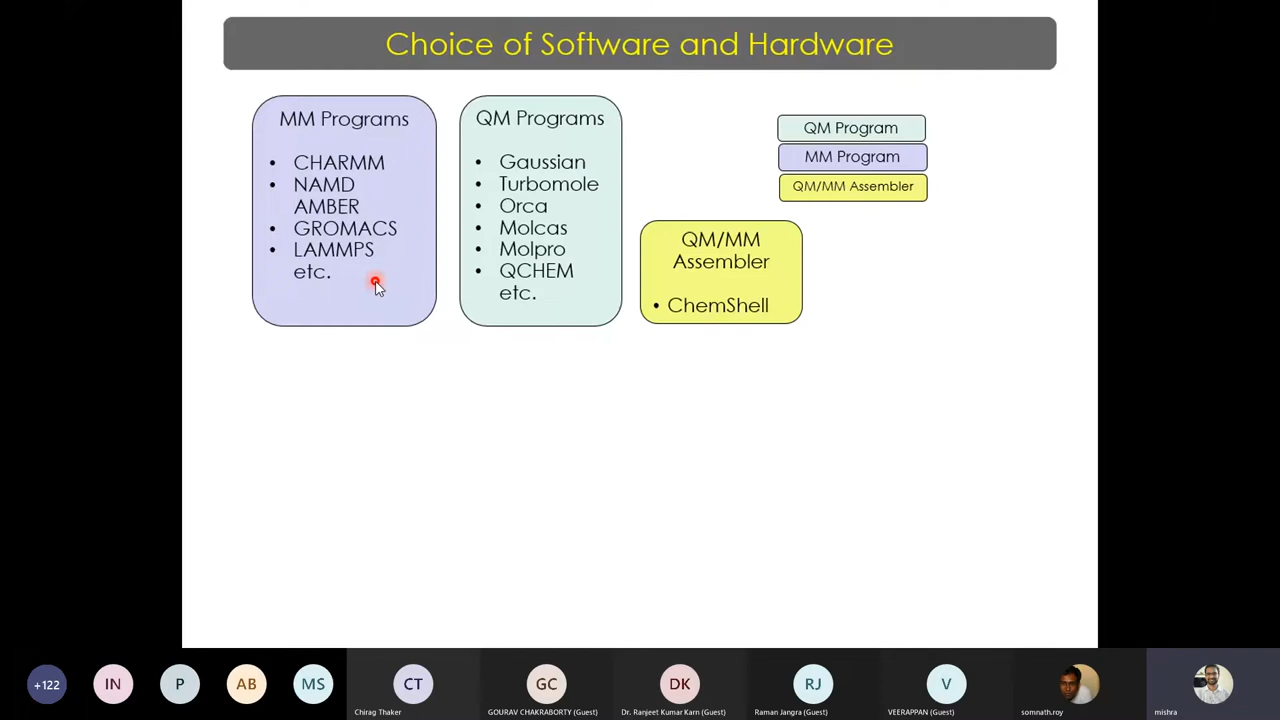 Choice of Software and Hardware
MM Programs
• CHARMM
• NAMD
AMBER
• GROMACS
• LAMMPS
etc.
QM Programs
• Gaussian
• Turbomole
• Orca
• Molcas
• Molpro
• QCHEM
etc.
QM/MM
Assembler
• ChemShell
QM Program
MM Program
QM/MM Assembler
+122
IN
P
AB
MS
CT
Chirag Thaker
GC
GOURAV CHAKRABORTY (Guest)
DK
Dr. Ranjeet Kumar Karn (Guest)
RJ
Raman Jangra (Guest)
V
VEERAPPAN (Guest)
somnath.roy
mishra